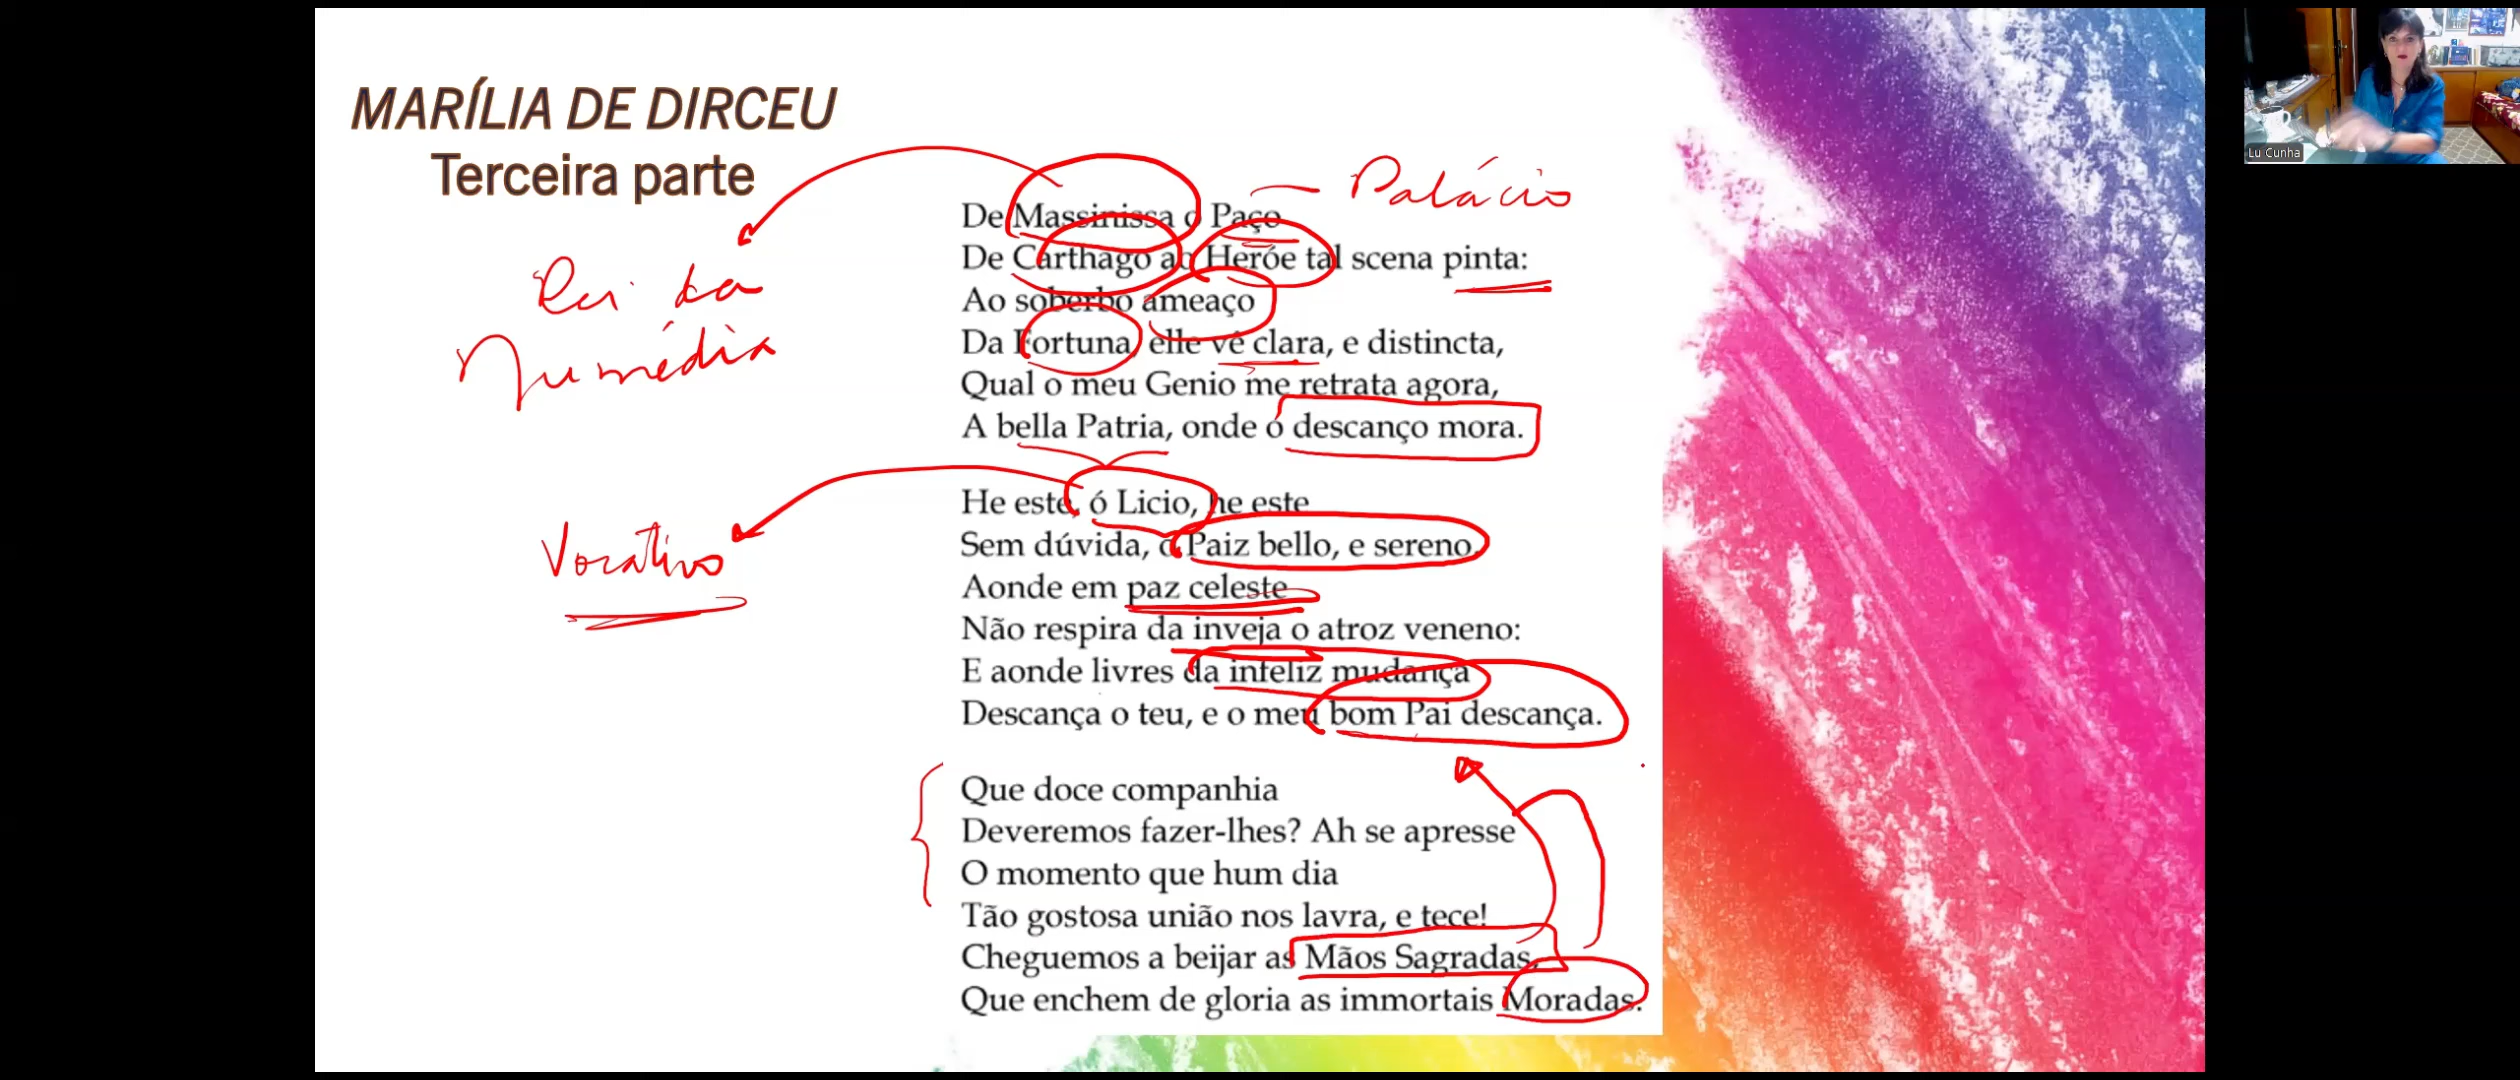 MARÍLIA DE DIRCEU
Terceira parte
De Massinissa o Paço
Palácio
De Carthago ao Heróe tal scena pinta:
Ao soberbo ameaço
Da Fortuna, elle vê clara, e distincta,
Qual o meu Genio me retrata agora,
A bella Patria, onde o descanço mora.
Rei da
Numédia
He este, ó Licio, he este
Sem dúvida, o Paiz bello, e sereno,
Aonde em paz celeste
Não respira da inveja o atroz veneno:
E aonde livres da infeliz mudança
Descança o teu, e o meu bom Pai descança.
Vocativo
Que doce companhia
Deveremos fazer-lhes? Ah se apresse
O momento que hum dia
Tão gostosa união nos lavra, e tece!
Cheguemos a beijar as Mãos Sagradas,
Que enchem de gloria as immortais Moradas.
Lu Cunha